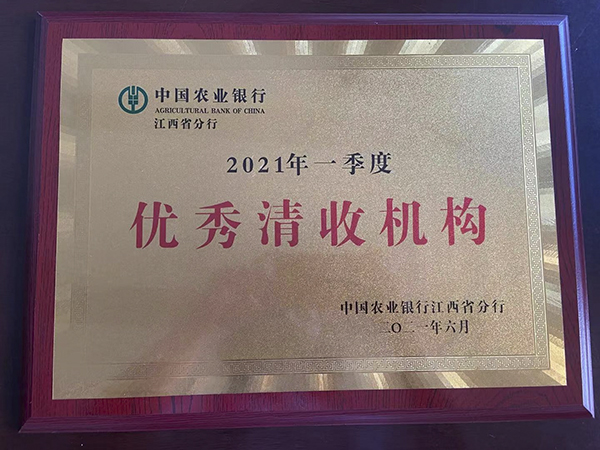 中国农业银行
AGRICULTURAL BANK OF CHINA
江西省分行
2021年一季度
优秀清收机构
中国农业银行江西省分行
二〇二一年六月